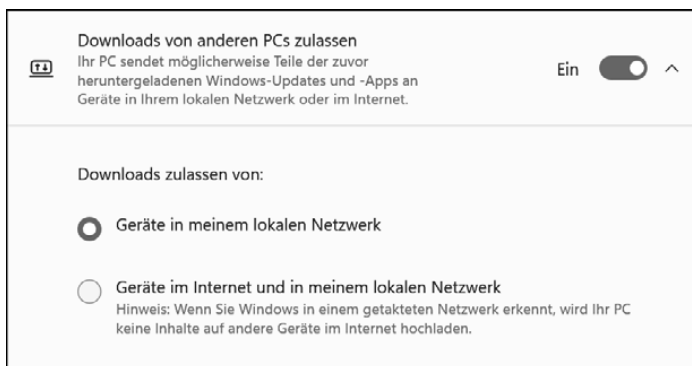 Downloads von anderen PCs zulassen
Ihr PC sendet möglicherweise Teile der zuvor
heruntergeladenen Windows-Updates und -Apps an
Geräte in Ihrem lokalen Netzwerk oder im Internet.
Ein
Downloads zulassen von:
Geräte in meinem lokalen Netzwerk
Geräte im Internet und in meinem lokalen Netzwerk
Hinweis: Wenn Sie Windows in einem getakteten Netzwerk erkennt, wird Ihr PC
keine Inhalte auf andere Geräte im Internet hochladen.